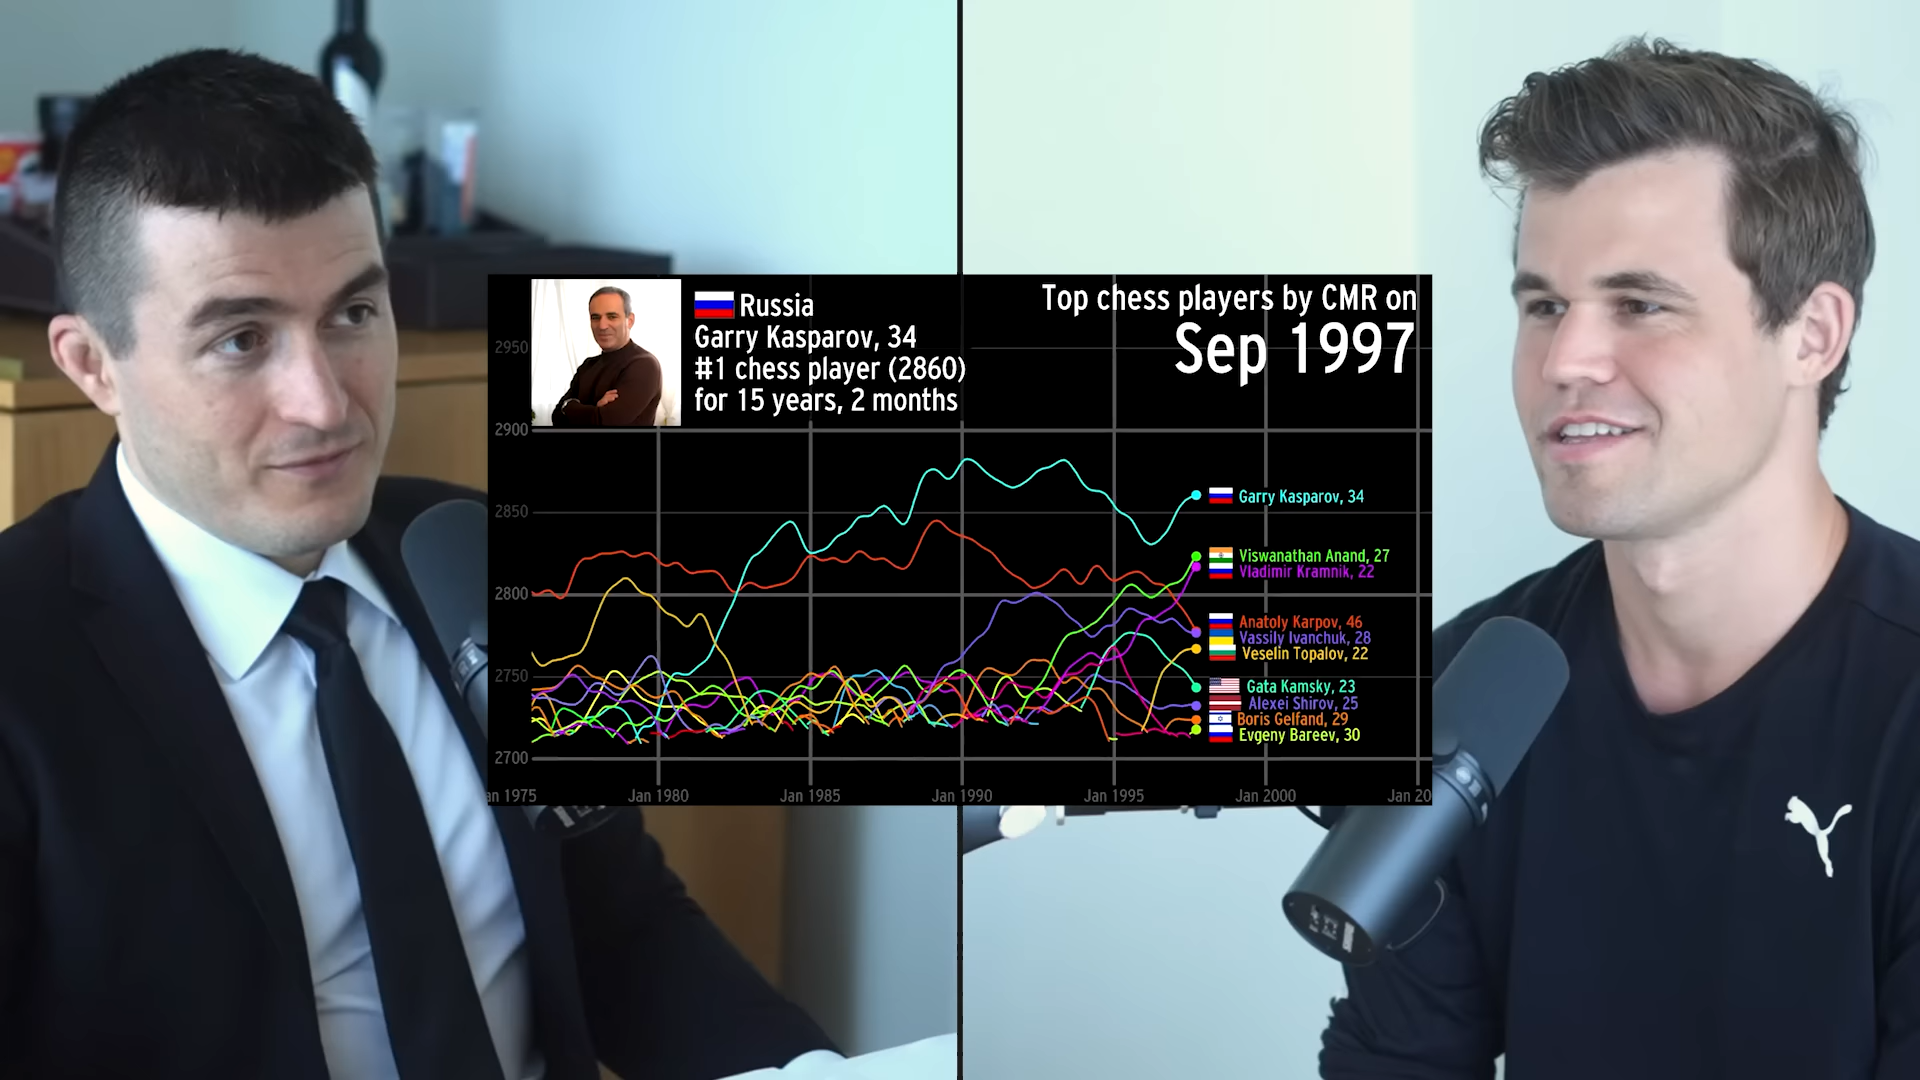 Russia
Garry Kasparov, 34
#1 chess player (2860)
for 15 years, 2 months
Top chess players by CMR on
Sep 1997
2950
2900
2850
2800
2750
2700
Garry Kasparov, 34
Viswanathan Anand, 27
Vladimir Kramnik, 22
Anatoly Karpov, 46
Vassily Ivanchuk, 28
Veselin Topalov, 22
Gata Kamsky, 23
Alexei Shirov, 25
Boris Gelfand, 29
Evgeny Bareev, 30
an 1975
Jan 1980
Jan 1985
Jan 1990
Jan 1995
Jan 2000
Jan 20